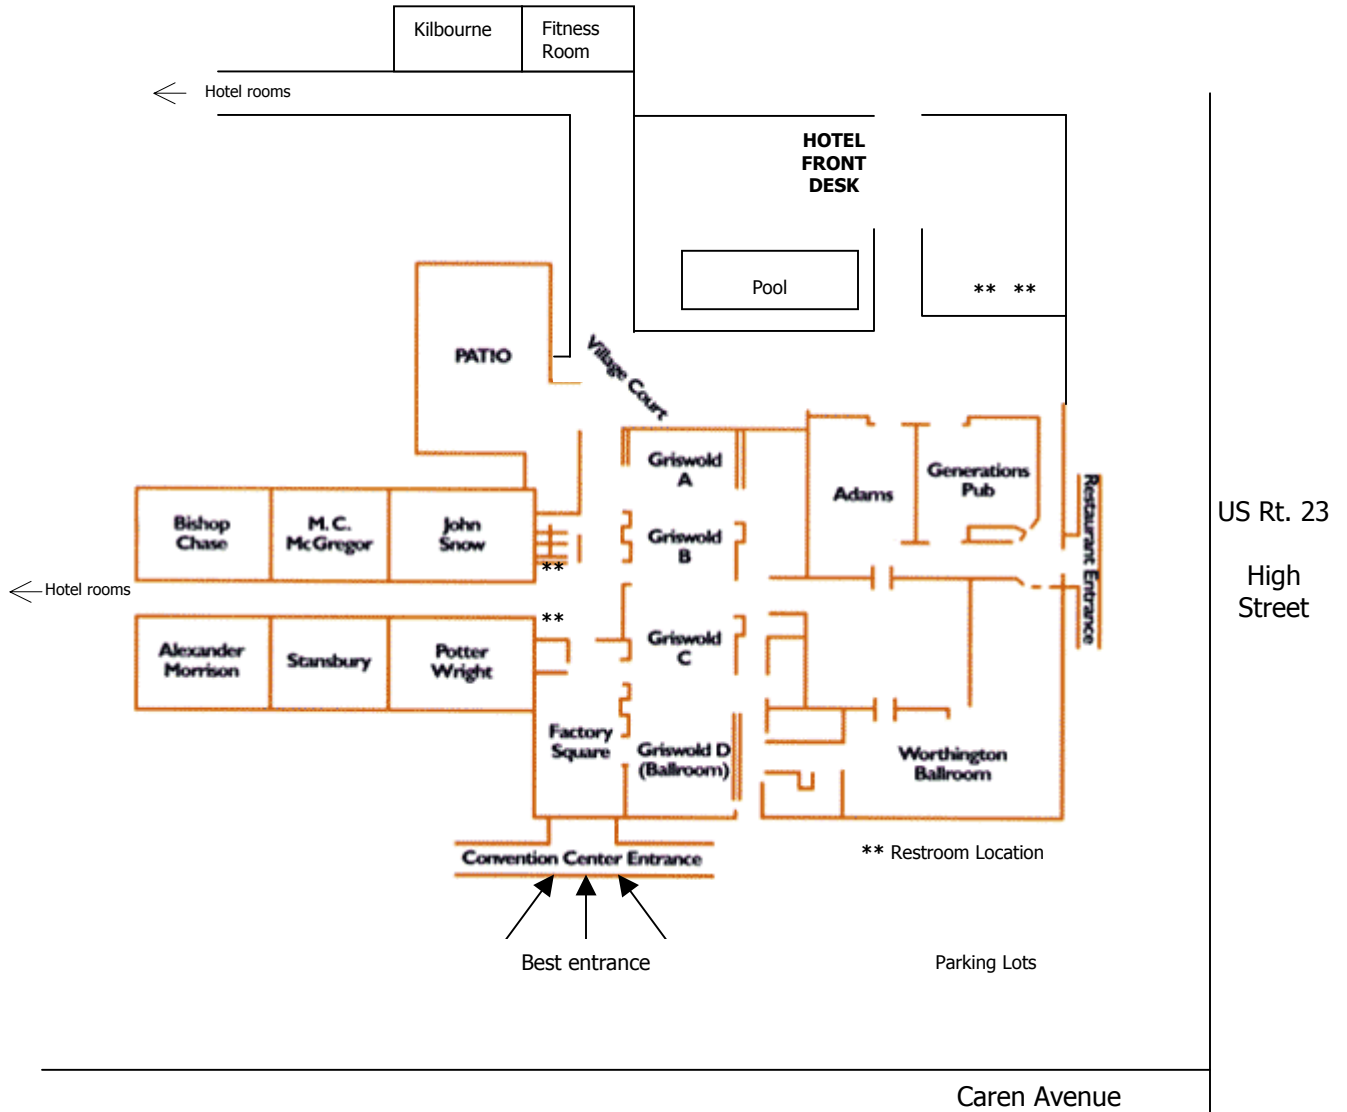 Kilbourne
Fitness
Room
Hotel rooms
HOTEL
FRONT
DESK
Pool
** **
PATIO
Village Court
Griswold
A
Adams
Generations
Pub
Restaurant Entrance
US Rt. 23
High
Street
Bishop
Chase
M. C.
McGregor
John
Snow
Griswold
B
**
Hotel rooms
**
Alexander
Morrison
Stansbury
Potter
Wright
Griswold
C
Factory
Square
Griswold D
(Ballroom)
Worthington
Ballroom
Convention Center Entrance
** Restroom Location
Best entrance
Parking Lots
Caren Avenue